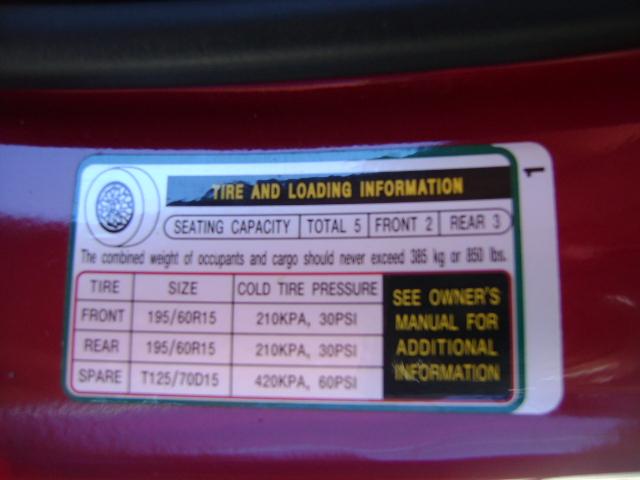 TIRE AND LOADING INFORMATION
SEATING CAPACITY TOTAL 5 FRONT 2 REAR 3
The combined weight of occupants and cargo should never exceed 385 kg or 850 lbs.
TIRE SIZE COLD TIRE PRESSURE
FRONT 195/60R15 210KPA, 30PSI
REAR 195/60R15 210KPA, 30PSI
SPARE T125/70D15 420KPA, 60PSI
SEE OWNER'S
MANUAL FOR
ADDITIONAL
INFORMATION
1